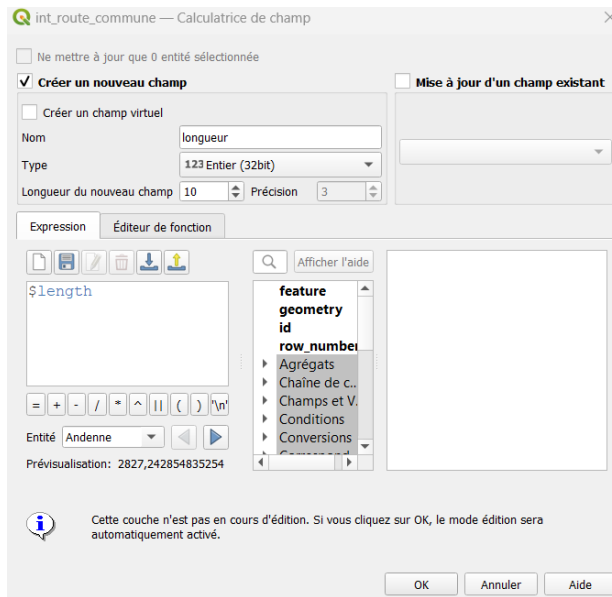 int_route_commune — Calculatrice de champ
Ne mettre à jour que 0 entité sélectionnée
Créer un nouveau champ
Mise à jour d'un champ existant
Créer un champ virtuel
Nom longueur
Type 123 Entier (32bit)
Longueur du nouveau champ 10 Précision 3
Expression Éditeur de fonction
Afficher l'aide
$length
feature
geometry
id
row_number
Agrégats
Chaîne de c..
Champs et V.
Conditions
Conversions
= + - / * ^ || ( ) '\n'
Entité Andenne
Prévisualisation: 2827,242854835254
Cette couche n'est pas en cours d'édition. Si vous cliquez sur OK, le mode édition sera
automatiquement activé.
OK Annuler Aide